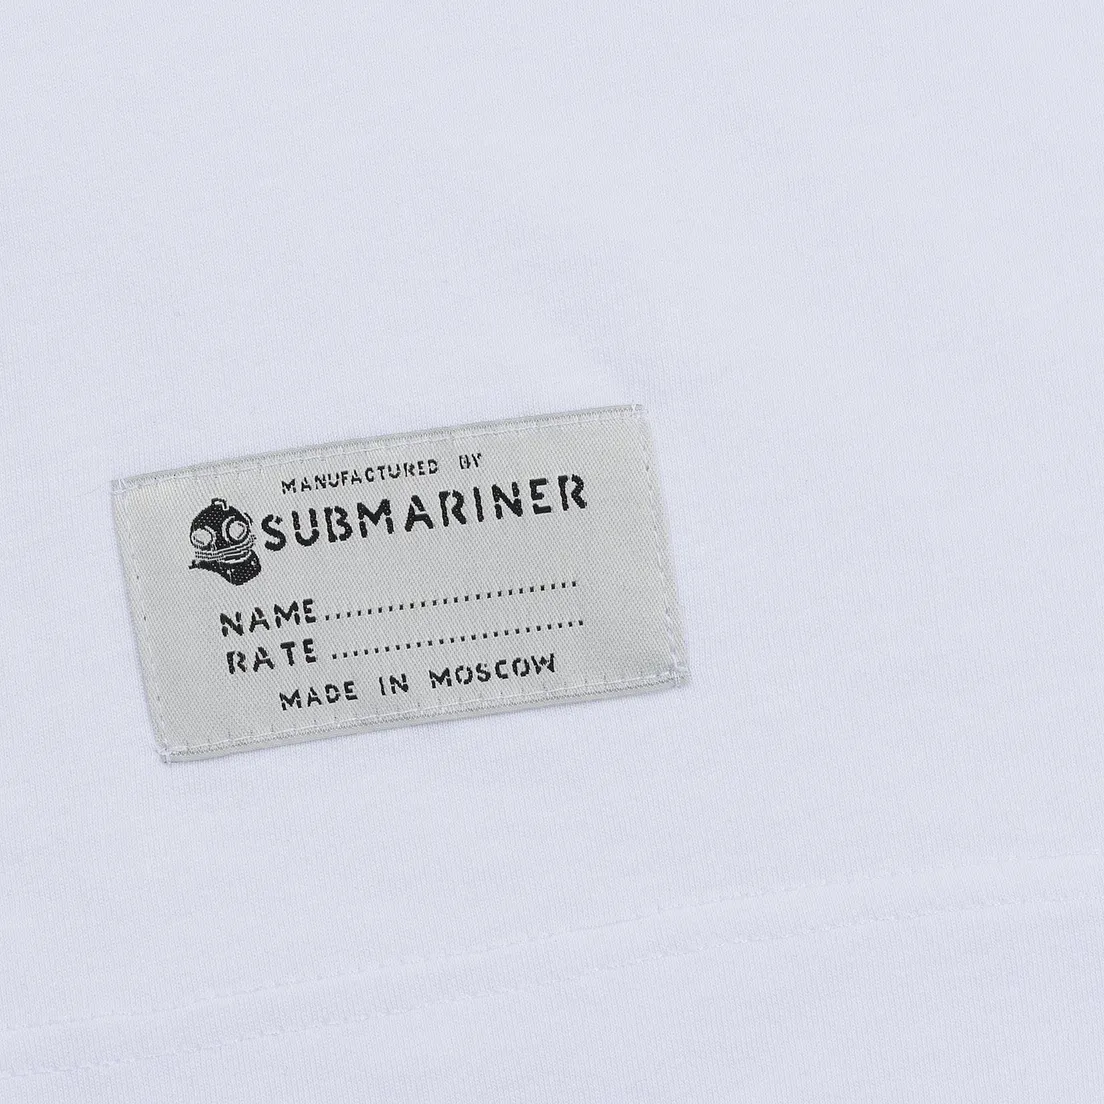 MANUFACTURED BY
SUBMARINER
NAME........................
RATE ........................
MADE IN MOSCOW